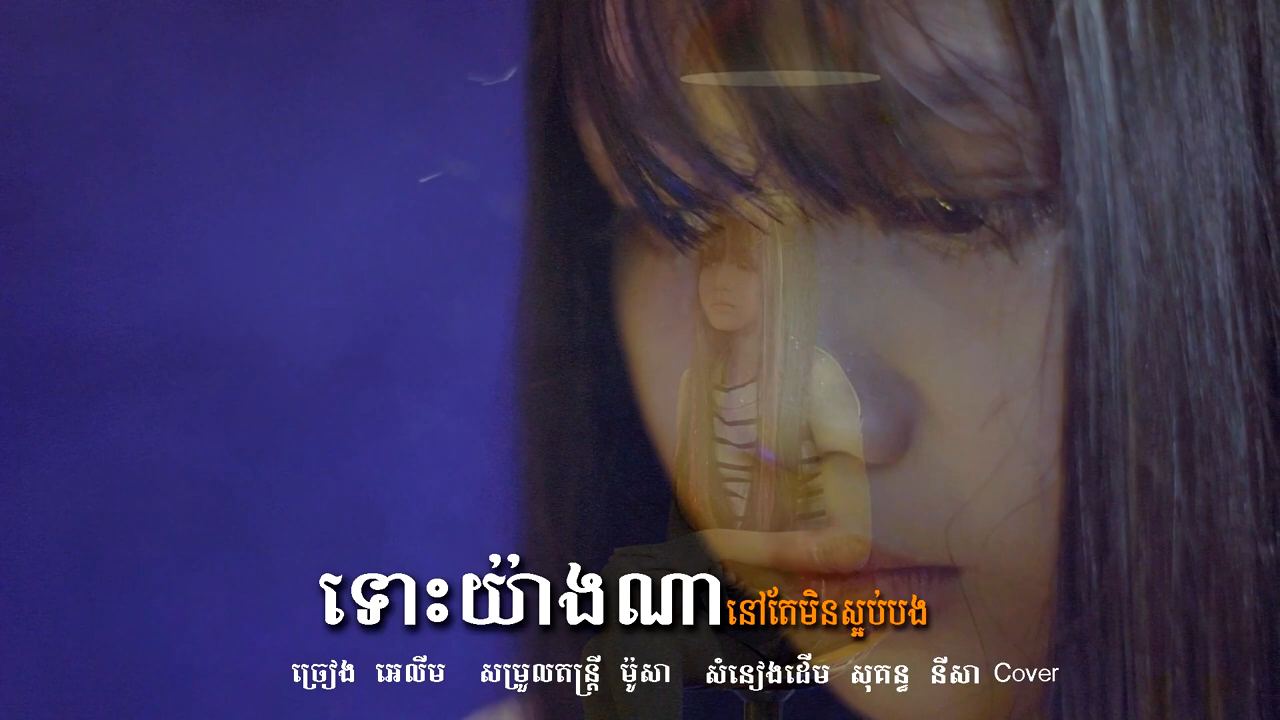 ទោះយ៉ាងណានៅតែមិនស្អប់បង
ច្រៀង អេលីម សម្រួលតន្ត្រី ម៉ូសា សំនៀងដើម សុគន្ធ នីសា Cover